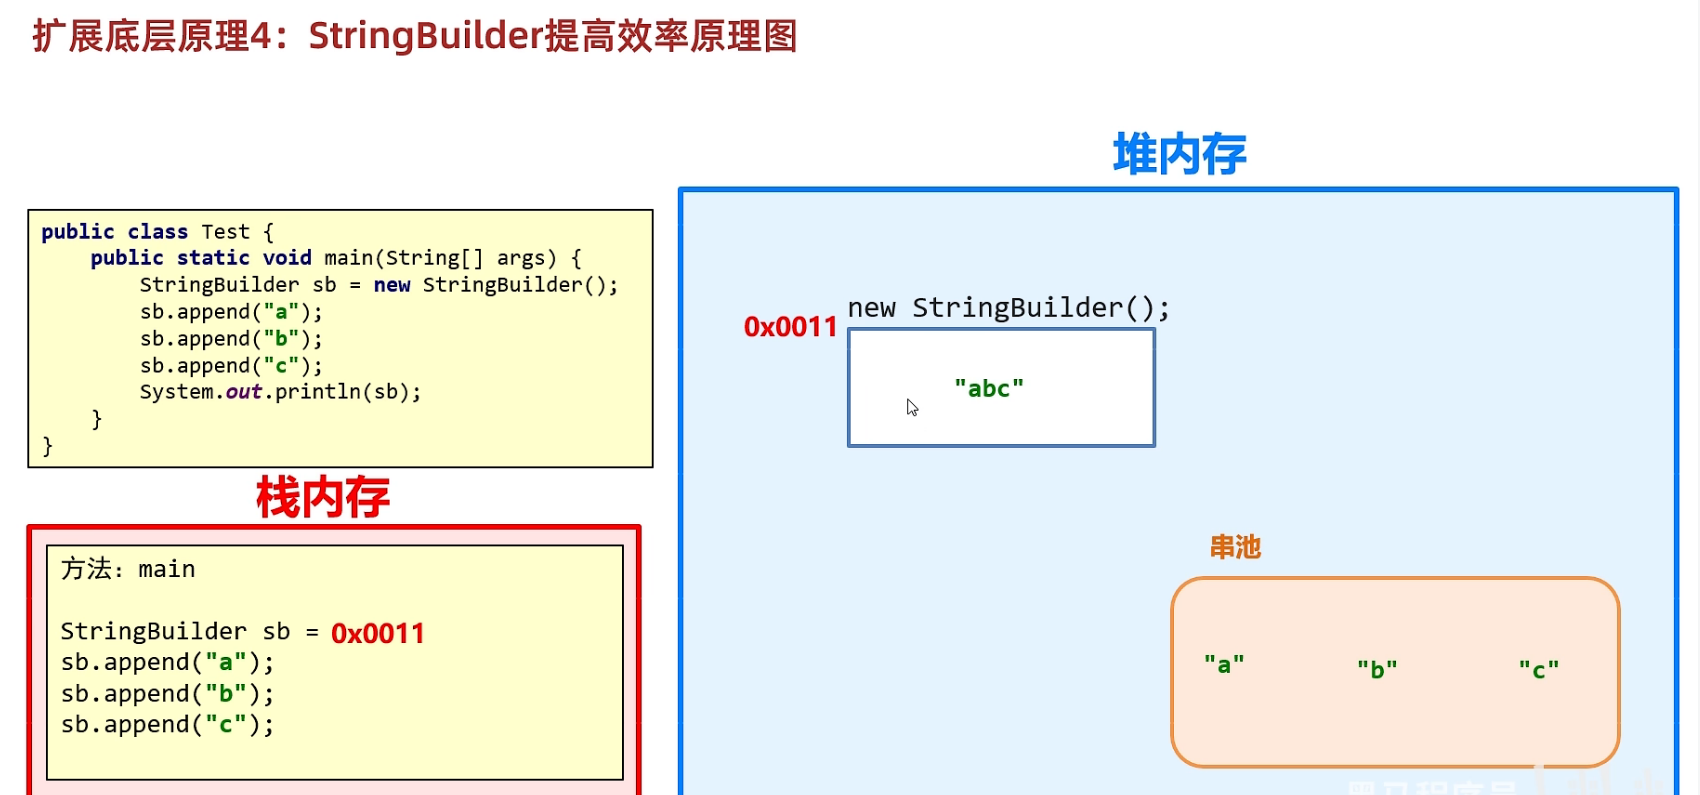 扩展底层原理4：StringBuilder提高效率原理图
堆内存
public class Test {
    public static void main(String[] args) {
        StringBuilder sb = new StringBuilder();
        sb.append("a");
        sb.append("b");
        sb.append("c");
        System.out.println(sb);
    }
}
new StringBuilder();
0x0011
"abc"
栈内存
方法：main
StringBuilder sb = 0x0011
sb.append("a");
sb.append("b");
sb.append("c");
串池
"a" "b" "c"